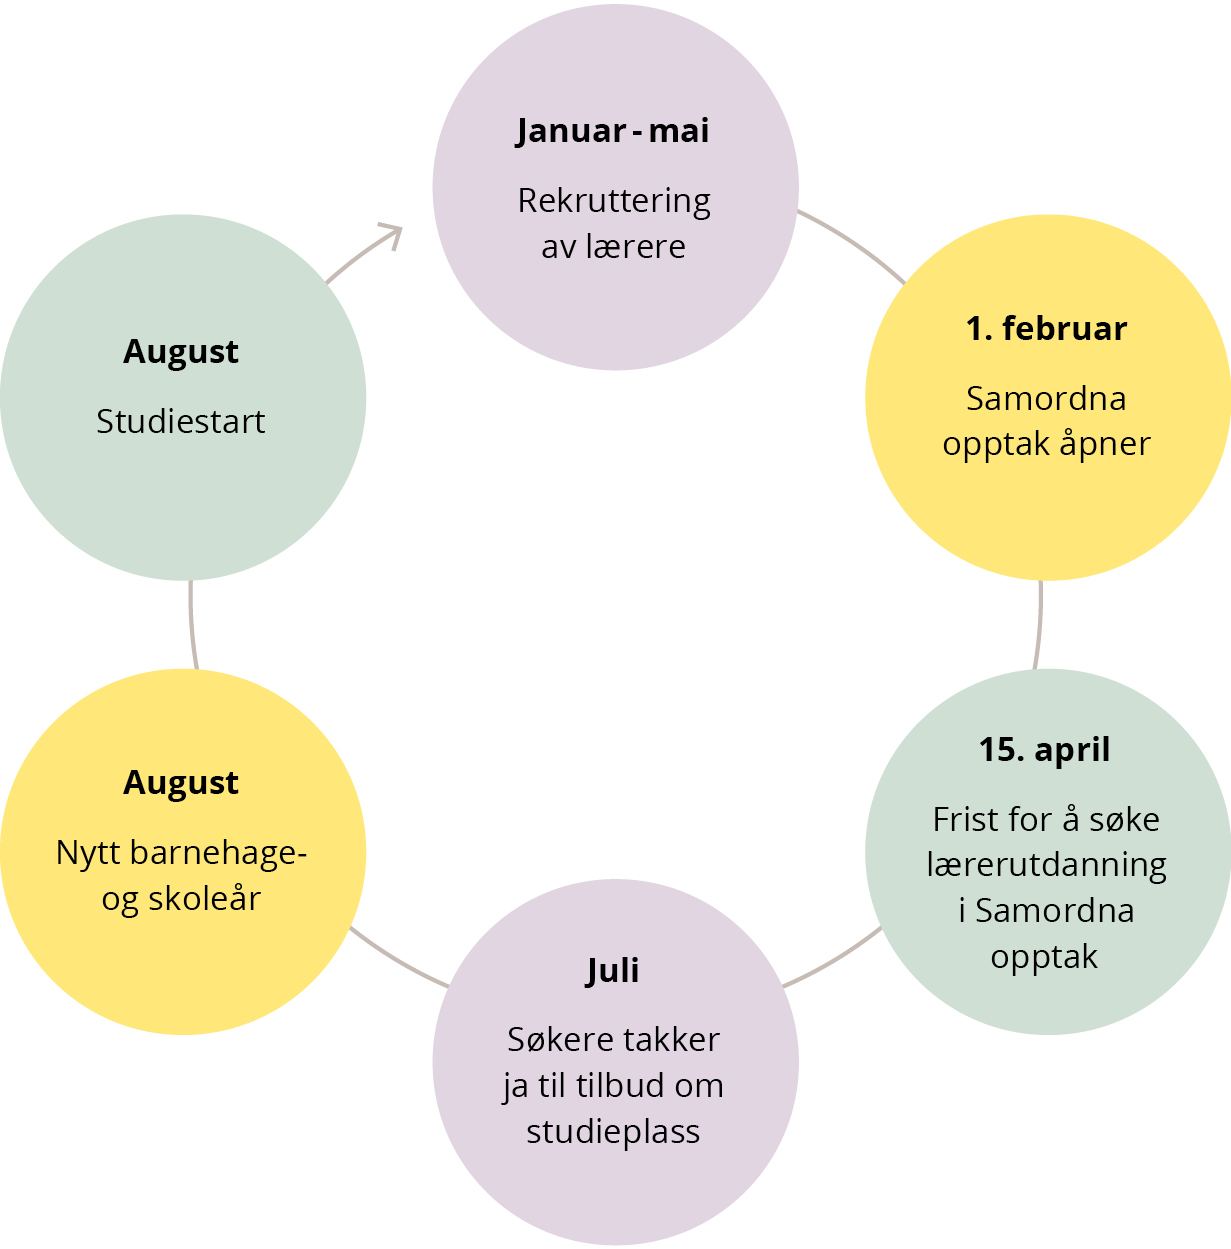 Januar - mai
Rekruttering
av lærere
1. februar
Samordna
opptak åpner
15. april
Frist for å søke
lærerutdanning
i Samordna
opptak
Juli
Søkere takker
ja til tilbud om
studieplass
August
Nytt barnehage-
og skoleår
August
Studiestart